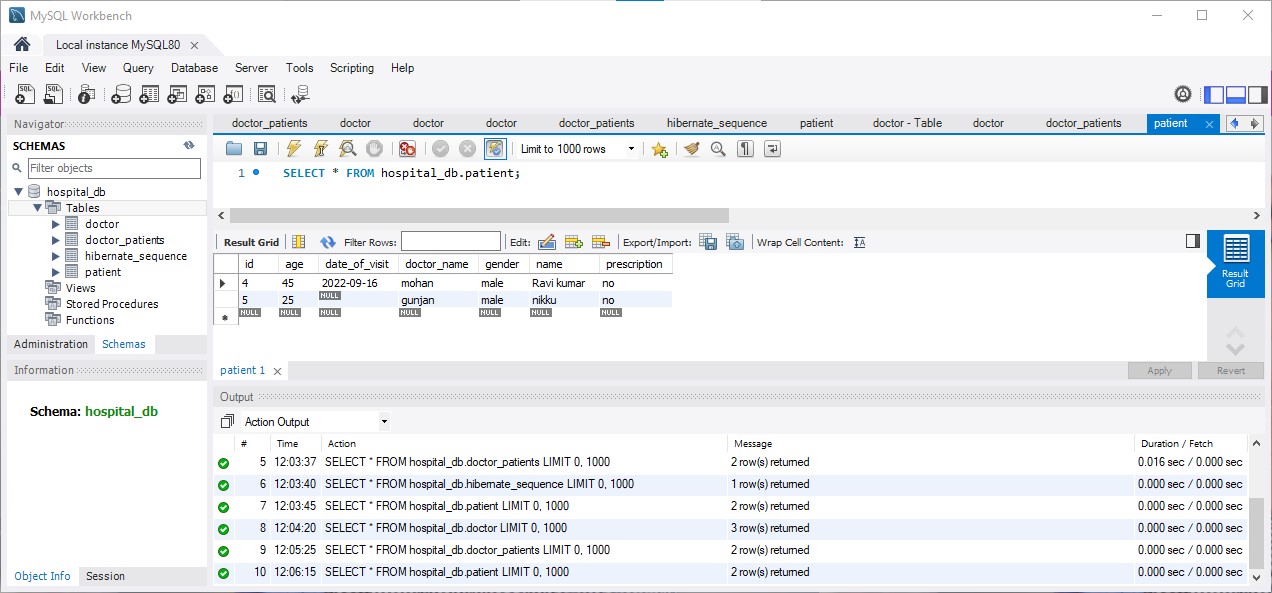 MySQL Workbench
Local instance MySQL80
File Edit View Query Database Server Tools Scripting Help
Navigator
SCHEMAS
Filter objects
hospital_db
Tables
doctor
doctor_patients
hibernate_sequence
patient
Views
Stored Procedures
Functions
Administration Schemas
Information
Schema: hospital_db
Object Info Session
doctor_patients doctor doctor doctor doctor_patients hibernate_sequence patient doctor - Table doctor doctor_patients patient
Limit to 1000 rows
1 SELECT * FROM hospital_db.patient;
Result Grid Filter Rows: Edit: Export/Import: Wrap Cell Content:
id age date_of_visit doctor_name gender name prescription
4 45 2022-09-16 mohan male Ravi kumar no
5 25 NULL gunjan male nikku no
NULL NULL NULL NULL NULL NULL NULL
Result
Grid
patient 1 Apply Revert
Output
Action Output
# Time Action Message Duration / Fetch
5 12:03:37 SELECT * FROM hospital_db.doctor_patients LIMIT 0, 1000 2 row(s) returned 0.016 sec / 0.000 sec
6 12:03:40 SELECT * FROM hospital_db.hibernate_sequence LIMIT 0, 1000 1 row(s) returned 0.000 sec / 0.000 sec
7 12:03:45 SELECT * FROM hospital_db.patient LIMIT 0, 1000 2 row(s) returned 0.000 sec / 0.000 sec
8 12:04:20 SELECT * FROM hospital_db.doctor LIMIT 0, 1000 3 row(s) returned 0.000 sec / 0.000 sec
9 12:05:25 SELECT * FROM hospital_db.doctor_patients LIMIT 0, 1000 2 row(s) returned 0.000 sec / 0.000 sec
10 12:06:15 SELECT * FROM hospital_db.patient LIMIT 0, 1000 2 row(s) returned 0.000 sec / 0.000 sec